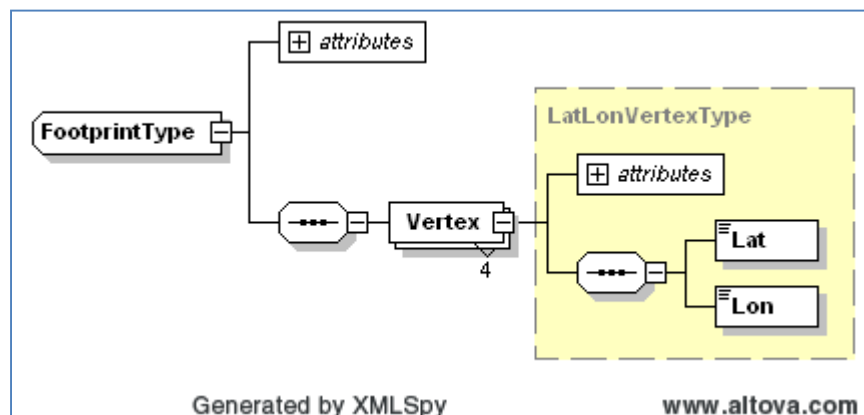 attributes
FootprintType
LatLonVertexType
attributes
Vertex
4
Lat
Lon
Generated by XMLSpy
www.altova.com